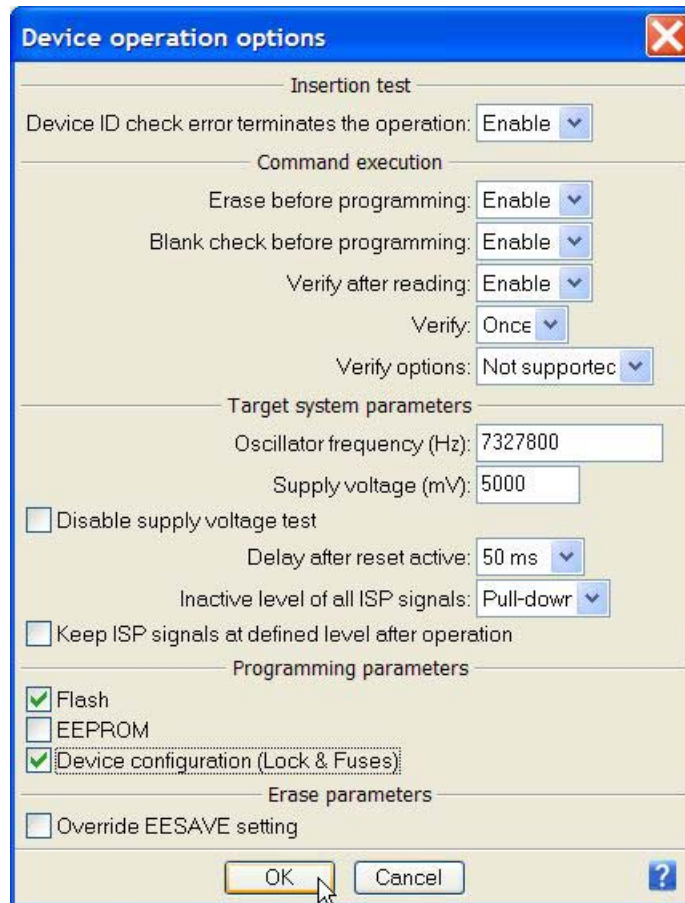 Device operation options
Insertion test
Device ID check error terminates the operation: Enable
Command execution
Erase before programming: Enable
Blank check before programming: Enable
Verify after reading: Enable
Verify: Once
Verify options: Not supportec
Target system parameters
Oscillator frequency (Hz): 7327800
Supply voltage (mV): 5000
Disable supply voltage test
Delay after reset active: 50 ms
Inactive level of all ISP signals: Pull-dowr
Keep ISP signals at defined level after operation
Programming parameters
Flash
EEPROM
Device configuration (Lock & Fuses)
Erase parameters
Override EESAVE setting
OK Cancel ?